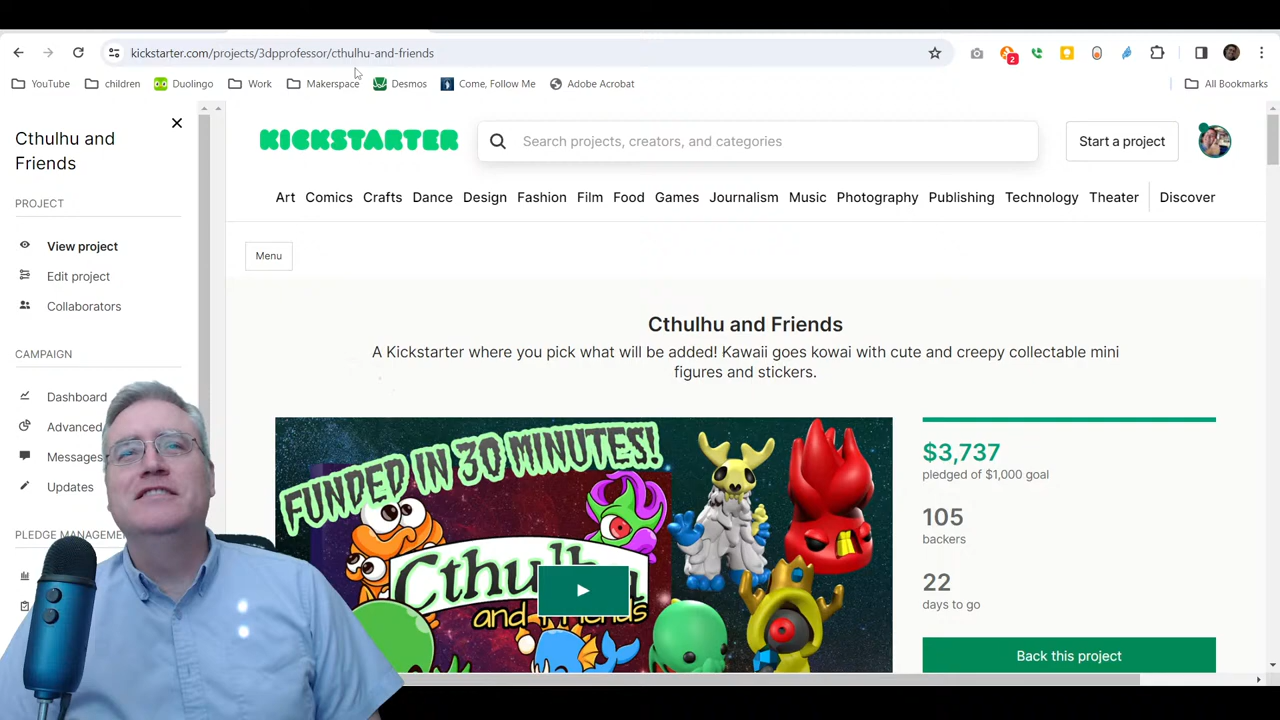 kickstarter.com/projects/3dpprofessor/cthulhu-and-friends
2
YouTube children Duolingo Work Makerspace Desmos Come, Follow Me Adobe Acrobat All Bookmarks
Cthulhu and
Friends
PROJECT
View project
Edit project
Collaborators
CAMPAIGN
Dashboard
Advanced
Messages
Updates
PLEDGE MANAGEME
KICKSTARTER
Search projects, creators, and categories
Start a project
Art Comics Crafts Dance Design Fashion Film Food Games Journalism Music Photography Publishing Technology Theater Discover
Menu
Cthulhu and Friends
A Kickstarter where you pick what will be added! Kawaii goes kowai with cute and creepy collectable mini
figures and stickers.
FUNDED IN 30 MINUTES!
Cthulhu
and Friends
$3,737
pledged of $1,000 goal
105
backers
22
days to go
Back this project